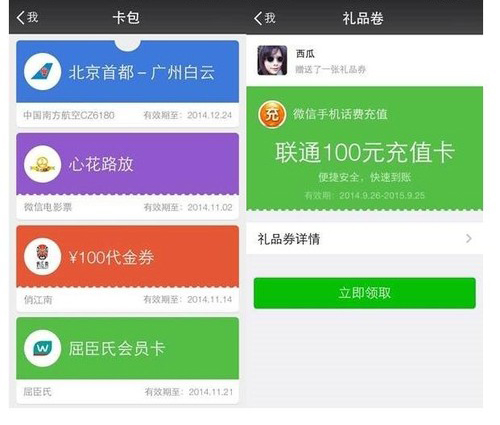 我
卡包
北京首都-广州白云
中国南方航空CZ6180
有效期至：2014.12.24
心花路放
微信电影票
有效期至：2014.11.02
¥100代金券
俏江南
有效期至：2014.11.14
屈臣氏会员卡
屈臣氏
有效期至：2014.11.21
我
礼品卷
西瓜
赠送了一张礼品券
充
微信手机话费充值
联通100元充值卡
便捷安全，快速到账
有效期：2014.9.26-2015.9.25
礼品券详情
立即领取